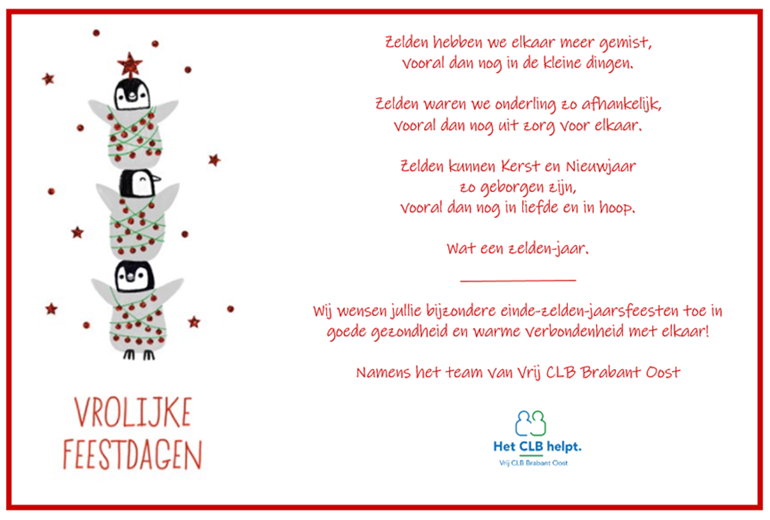 Zelden hebben we elkaar meer gemist,
vooral dan nog in de kleine dingen.
Zelden waren we onderling zo afhankelijk,
vooral dan nog uit zorg voor elkaar.
Zelden kunnen Kerst en Nieuwjaar
zo geborgen zijn,
vooral dan nog in liefde en in hoop.
Wat een zelden-jaar.
Wij wensen jullie bijzondere einde-zelden-jaarsfeesten toe in
goede gezondheid en warme verbondenheid met elkaar!
Namens het team van Vrij CLB Brabant Oost
VROLIJKE
FEESTDAGEN
Het CLB helpt.
Vrij CLB Brabant Oost